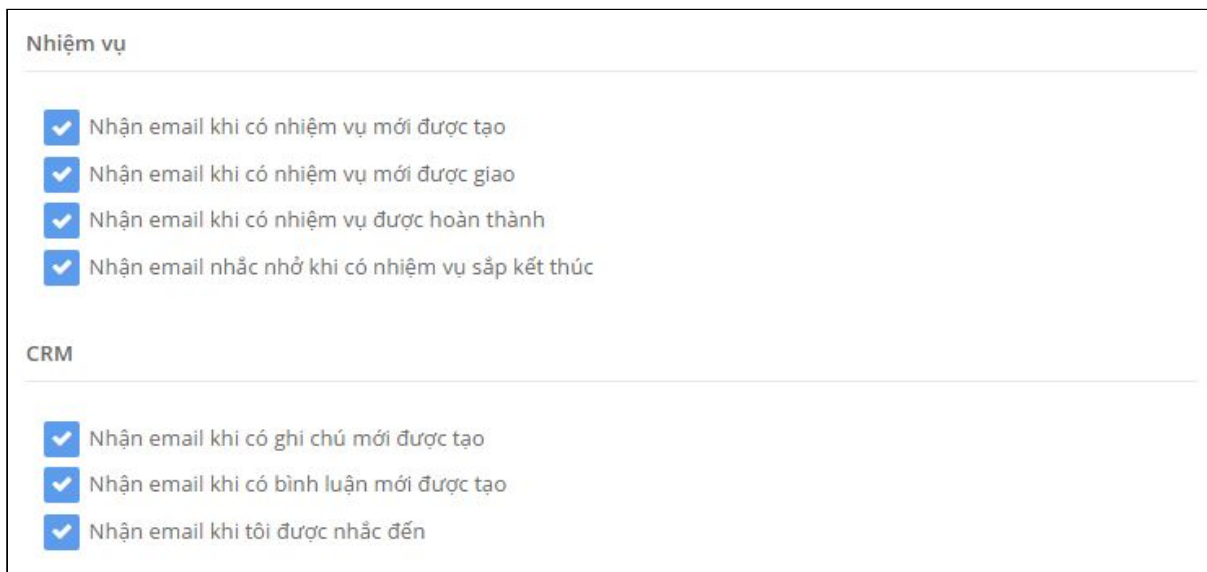 Nhiệm vụ
Nhận email khi có nhiệm vụ mới được tạo
Nhận email khi có nhiệm vụ mới được giao
Nhận email khi có nhiệm vụ được hoàn thành
Nhận email nhắc nhở khi có nhiệm vụ sắp kết thúc
CRM
Nhận email khi có ghi chú mới được tạo
Nhận email khi có bình luận mới được tạo
Nhận email khi tôi được nhắc đến